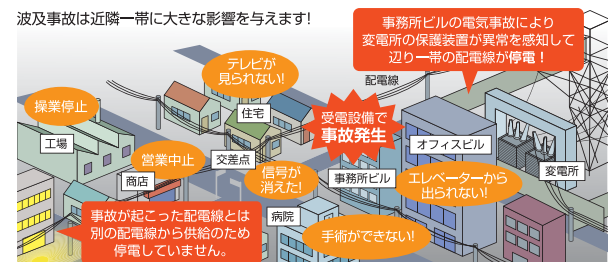 波及事故は近隣一帯に大きな影響を与えます!
事務所ビルの電気事故により
変電所の保護装置が異常を感知して
辺り一帯の配電線が停電！
テレビが
見られない!
配電線
操業停止
住宅
受電設備で
事故発生
工場
オフィスビル
営業中止
交差点
変電所
商店
信号が
消えた!
事務所ビル
エレベーターから
出られない!
事故が起こった配電線とは
別の配電線から供給のため
停電していません。
病院
手術ができない!